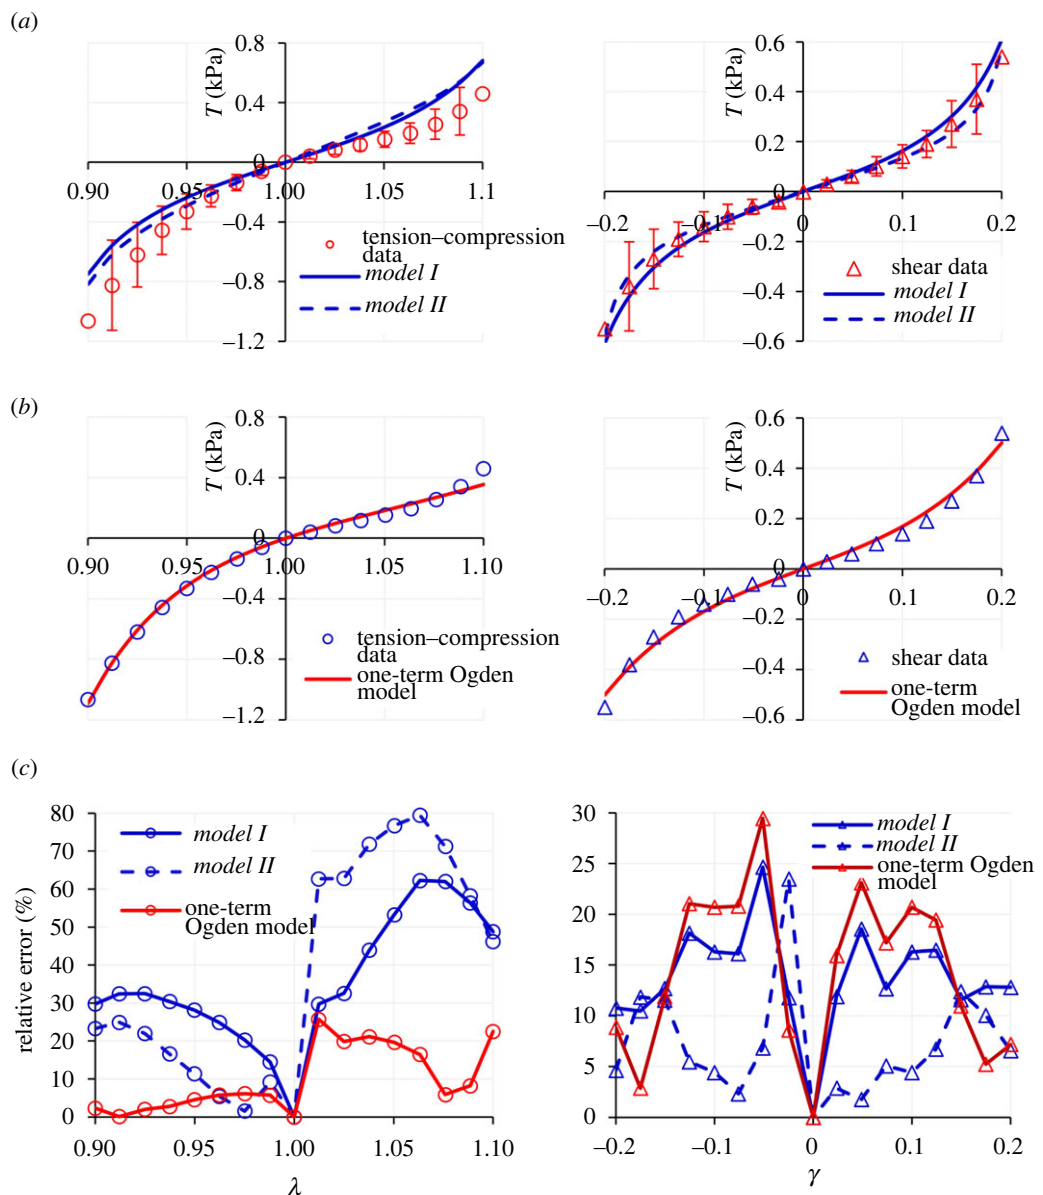 (a)
T (kPa)
0.8
0.4
0
−0.4
−0.8
−1.2
0.90
0.95
1.00
1.05
1.1
tension–compression
data
model I
model II
T (kPa)
0.6
0.4
0.2
0
−0.2
−0.4
−0.6
−0.2
−0.1
0
0.1
0.2
shear data
model I
model II
(b)
T (kPa)
0.8
0.4
0
−0.4
−0.8
−1.2
0.90
0.95
1.00
1.05
1.10
tension–compression
data
one-term Ogden
model
T (kPa)
0.6
0.4
0.2
0
−0.2
−0.4
−0.6
−0.2
−0.1
0
0.1
0.2
shear data
one-term
Ogden model
(c)
relative error (%)
80
70
60
50
40
30
20
10
0
0.90
0.95
1.00
1.05
1.10
λ
model I
model II
one-term
Ogden model
30
25
20
15
10
5
0
−0.2
−0.1
0
0.1
0.2
γ
model I
model II
one-term Ogden
model